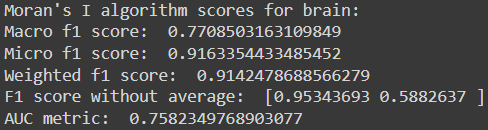 Moran's I algorithm scores for brain:
Macro f1 score:  0.7708503163109849
Micro f1 score:  0.9163354433485452
Weighted f1 score:  0.9142478688566279
F1 score without average:  [0.95343693 0.5882637 ]
AUC metric:  0.7582349768903077